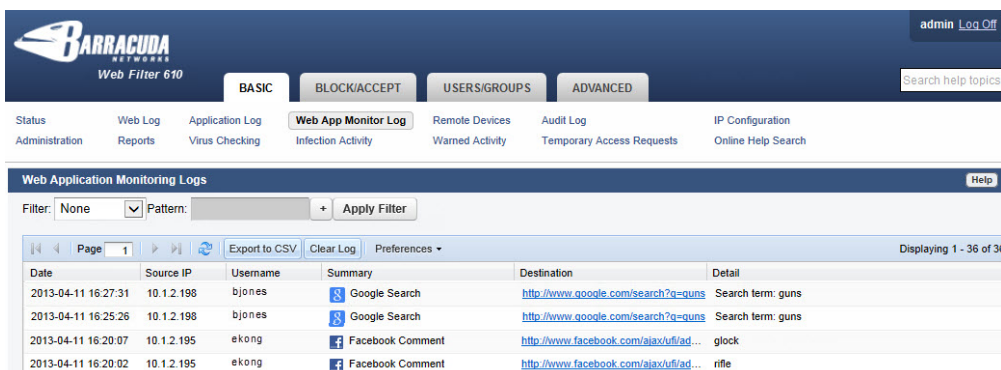 admin Log Off
BARRACUDA
NETWORKS
Web Filter 610
Search help topics
BASIC BLOCK/ACCEPT USERS/GROUPS ADVANCED
Status Web Log Application Log Web App Monitor Log Remote Devices Audit Log IP Configuration
Administration Reports Virus Checking Infection Activity Warned Activity Temporary Access Requests Online Help Search
Web Application Monitoring Logs Help
Filter: None Pattern: + Apply Filter
Page 1 Export to CSV Clear Log Preferences Displaying 1 - 36 of 36
Date Source IP Username Summary Destination Detail
2013-04-11 16:27:31 10.1.2.198 bjones 8 Google Search http://www.google.com/search?q=guns Search term: guns
2013-04-11 16:25:26 10.1.2.198 bjones 8 Google Search http://www.google.com/search?q=guns Search term: guns
2013-04-11 16:20:07 10.1.2.195 ekong f Facebook Comment http://www.facebook.com/ajax/ufi/ad... glock
2013-04-11 16:20:02 10.1.2.195 ekong f Facebook Comment http://www.facebook.com/ajax/ufi/ad... rifle